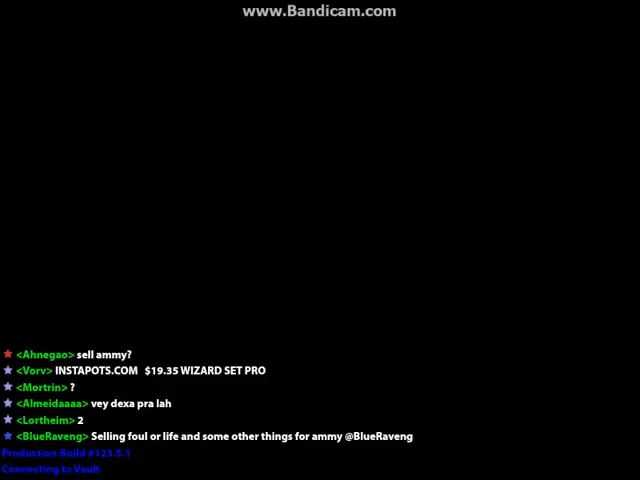 www.Bandicam.com
<Ahnegao> sell ammy?
<Vorv> INSTAPOTS.COM $19.35 WIZARD SET PRO
<Mortrin> ?
<Almeidaaaa> vey dexa pra lah
<Lortheim> 2
<BlueRaveng> Selling foul or life and some other things for ammy @BlueRaveng
Production Build #123.5.1
Connecting to Vault